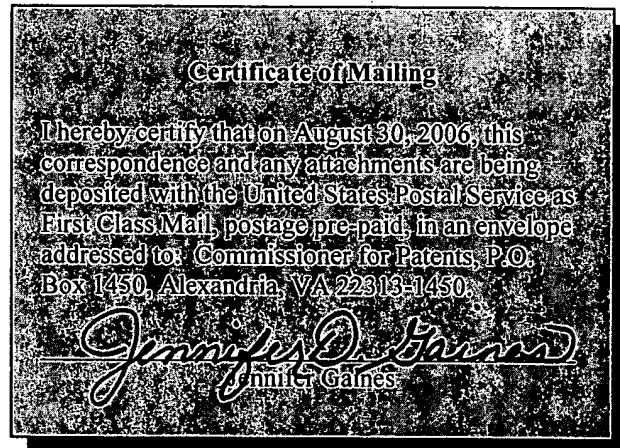 Certificate of Mailing
I hereby certify that on August 30, 2006, this
correspondence and any attachments are being
deposited with the United States Postal Service as
First Class Mail, postage pre-paid, in an envelope
addressed to: Commissioner for Patents, P.O.
Box 1450, Alexandria, VA 22313-1450.
Jennifer D. Gaines
Jennifer Gaines